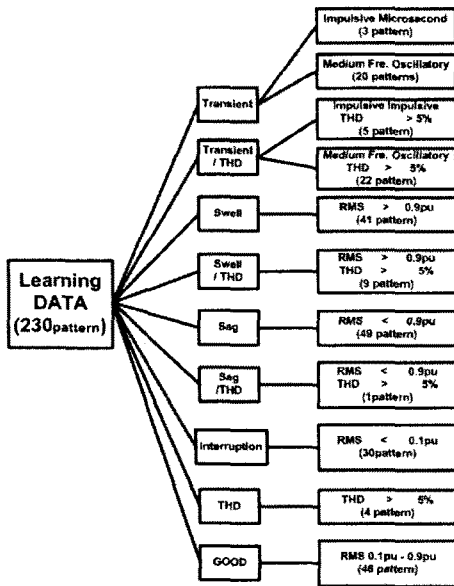 Learning
DATA
(230pattern)
Transient
Impulsive Microsecond
(3 pattern)
Medium Fre. Oscillatory
(20 patterns)
Transient
/ THD
Impulsive Impulsive
THD > 5%
(5 pattern)
Medium Fre. Oscillatory
THD > 5%
(22 pattern)
Swell
RMS > 0.9pu
(41 pattern)
Swell
/ THD
RMS > 0.9pu
THD > 5%
(9 pattern)
Sag
RMS < 0.9pu
(49 pattern)
Sag
/THD
RMS < 0.9pu
THD > 5%
(1pattern)
Interruption
RMS < 0.1pu
(30pattern)
THD
THD > 5%
(4 pattern)
GOOD
RMS 0.1pu - 0.9pu
(46 pattern)